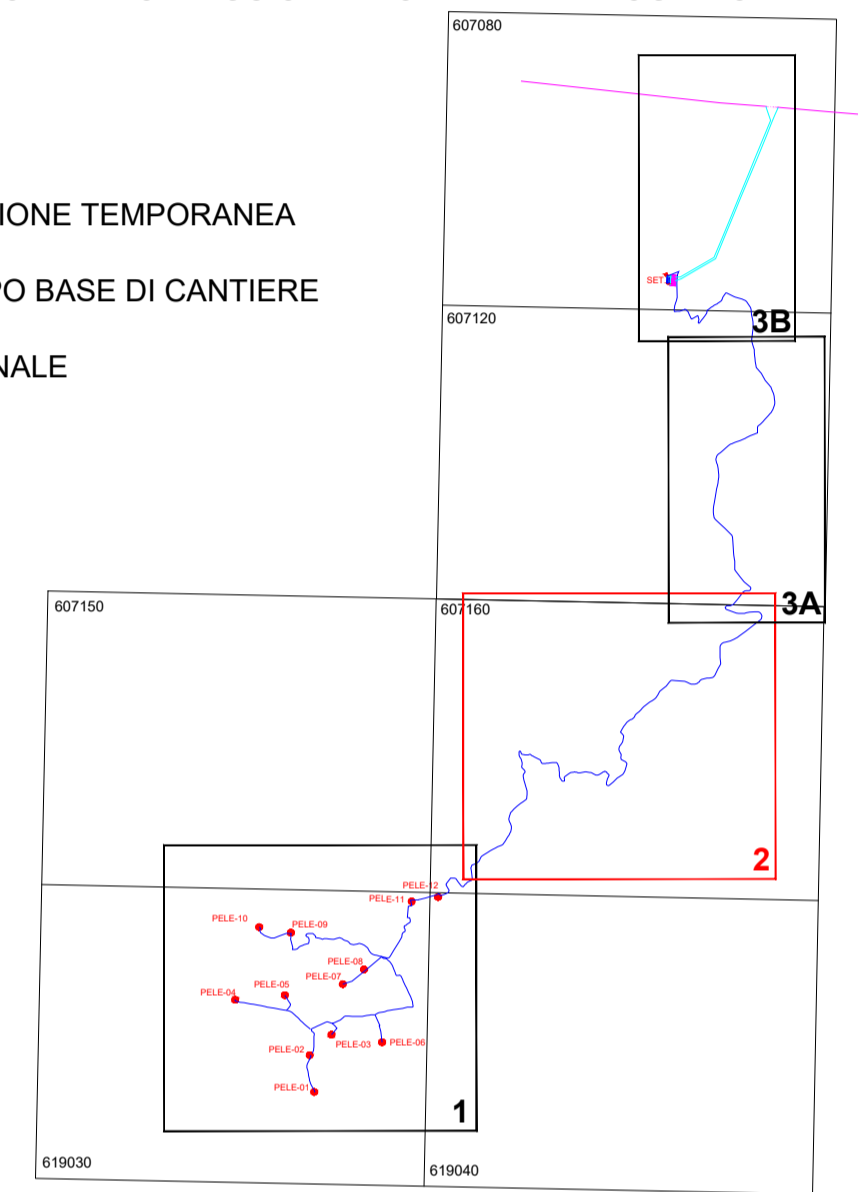 607080
IONE TEMPORANEA
SET
PO BASE DI CANTIERE
607120
3B
NALE
607150
607160
3A
2
PELE-12
PELE-11
PELE-10
PELE-09
PELE-08
PELE-07
PELE-05
PELE-04
PELE-03
PELE-06
PELE-02
PELE-01
1
619030
619040